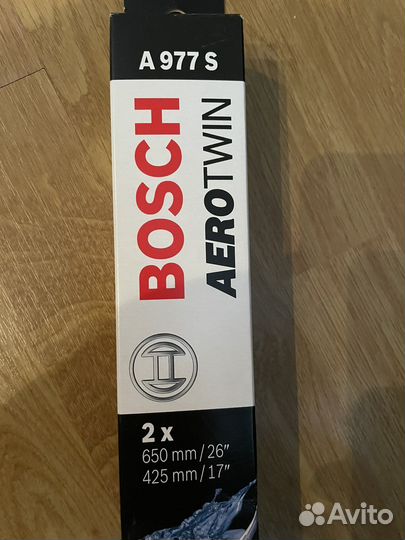 A 977 S
BOSCH
AEROTWIN
2 x
650 mm / 26"
425 mm / 17"
Avito